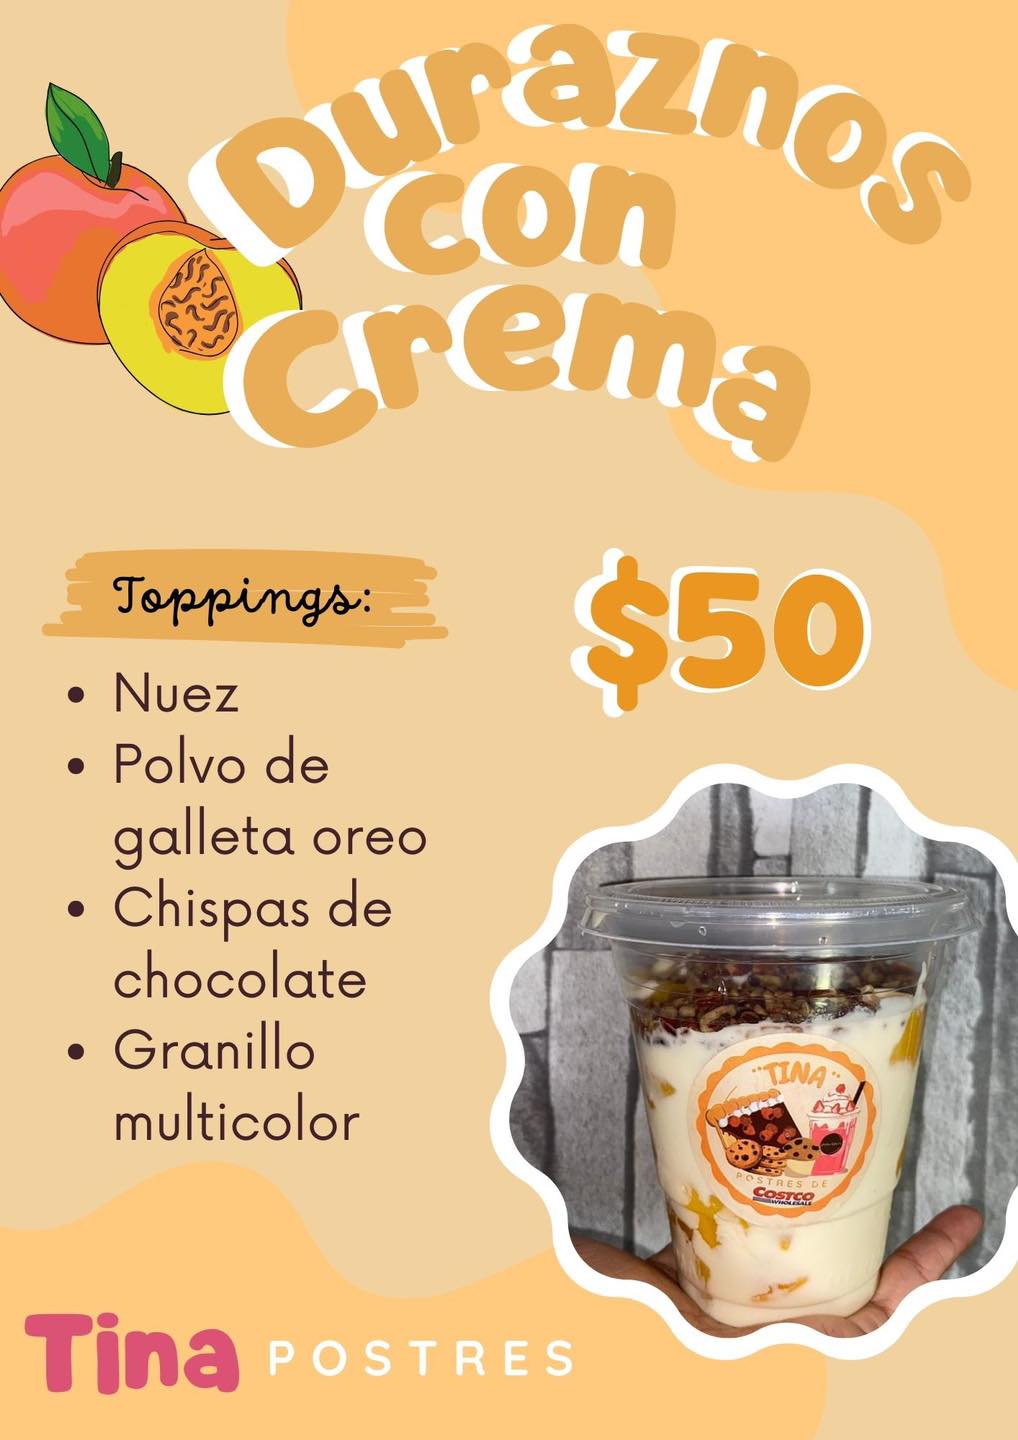 Duraznos
con
Crema
Toppings:
$50
• Nuez
• Polvo de
galleta oreo
• Chispas de
chocolate
• Granillo
multicolor
"TINA"
POSTRES DE
COSTCO
WHOLESALE
Tina POSTRES